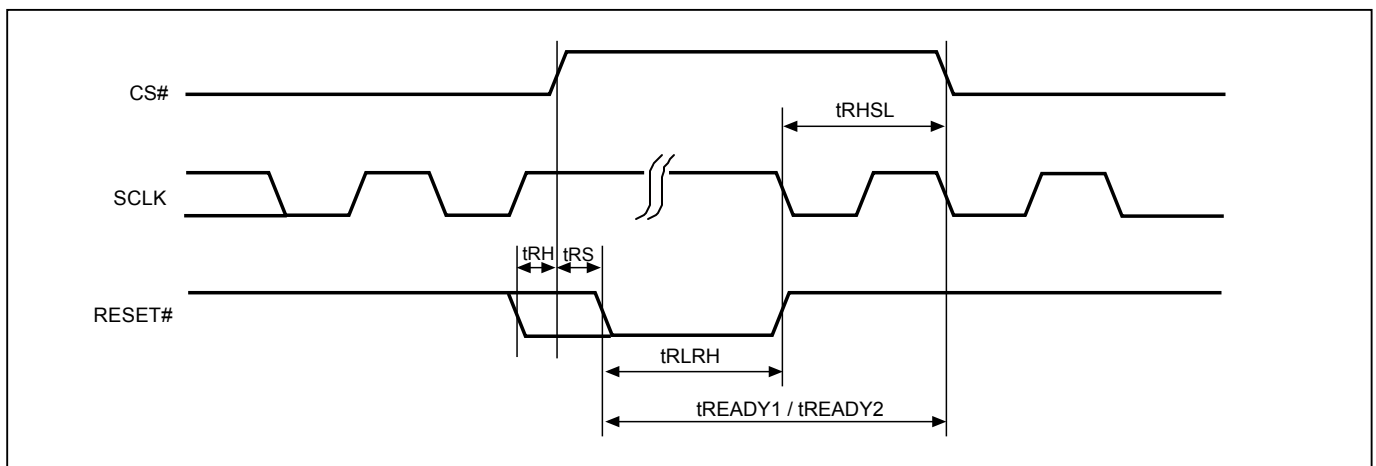 CS#
tRHSL
SCLK
tRH tRS
RESET#
tRLRH
tREADY1 / tREADY2